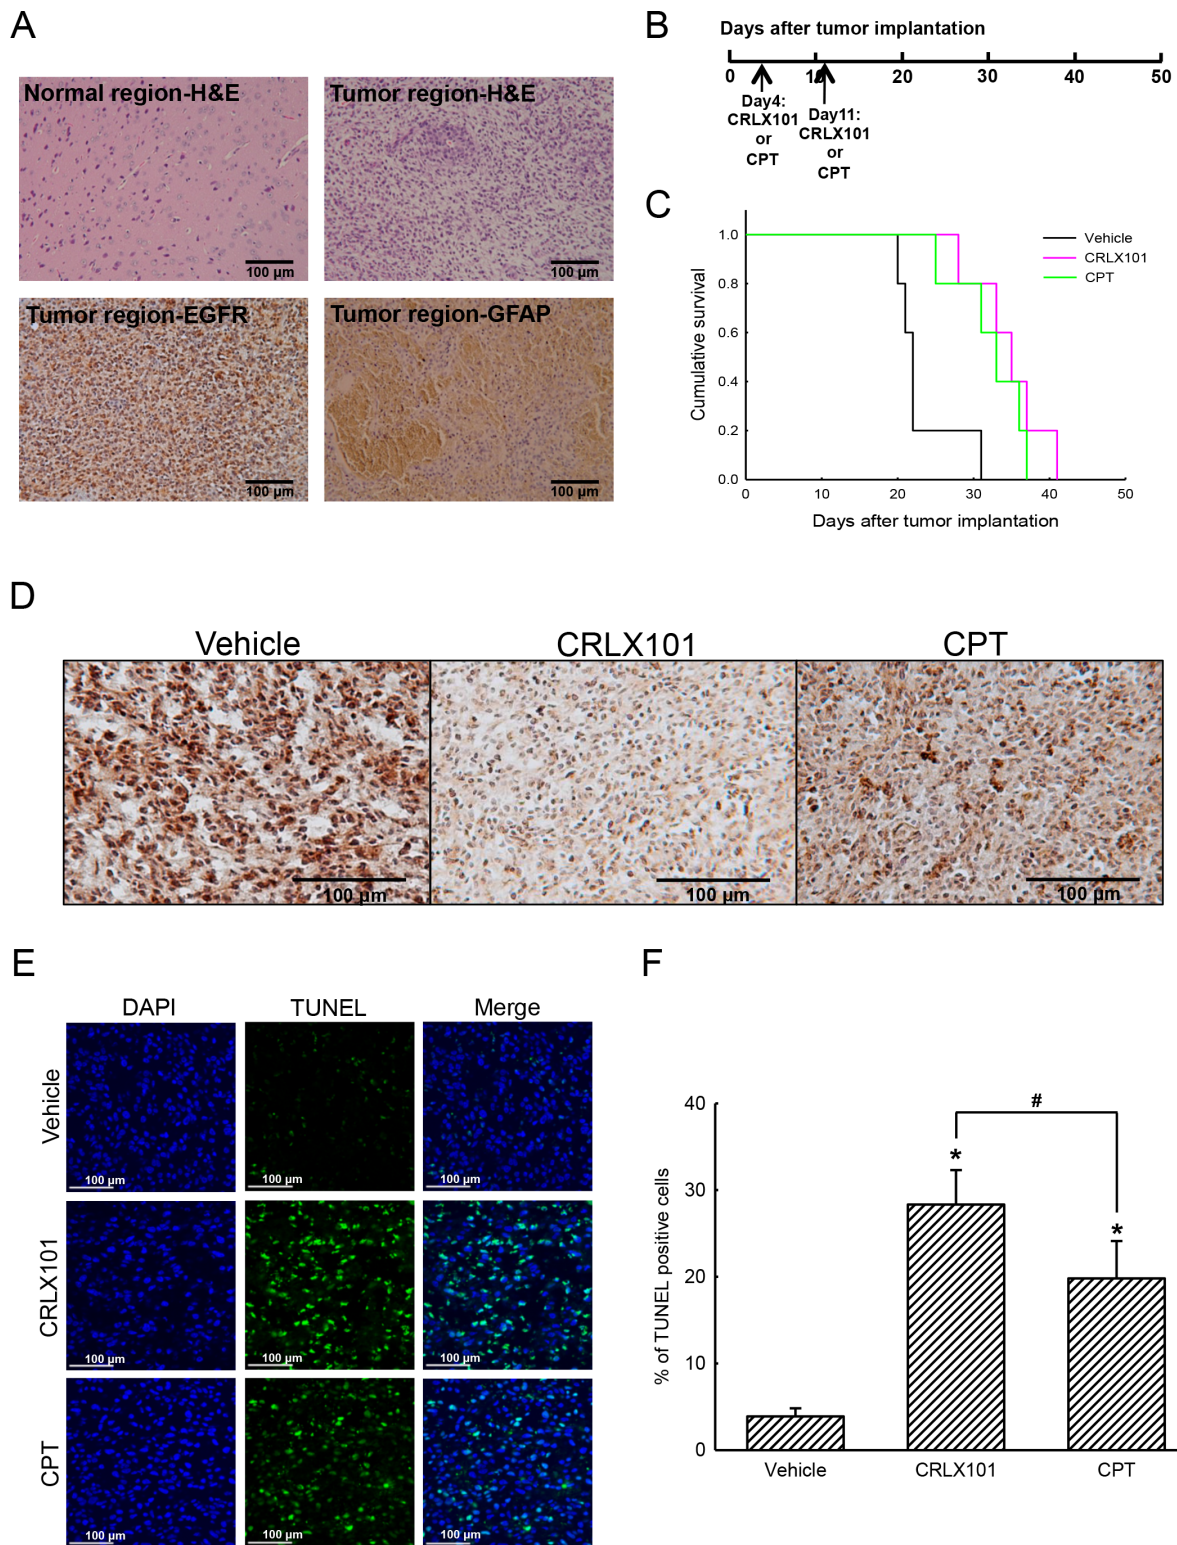 A
Normal region-H&E
Tumor region-H&E
100 µm
100 µm
Tumor region-EGFR
Tumor region-GFAP
100 µm
100 µm
B
Days after tumor implantation
0 10 20 30 40 50
Day4:
CRLX101
or
CPT
Day11:
CRLX101
or
CPT
C
Cumulative survival
1.0
0.8
0.6
0.4
0.2
0.0
0 10 20 30 40 50
Days after tumor implantation
Vehicle
CRLX101
CPT
D
Vehicle CRLX101 CPT
100 µm 100 µm 100 µm
E
DAPI TUNEL Merge
Vehicle
100 µm 100 µm 100 µm
CRLX101
100 µm 100 µm 100 µm
CPT
100 µm 100 µm 100 µm
F
% of TUNEL positive cells
40
30
20
10
0
#
*
*
Vehicle CRLX101 CPT